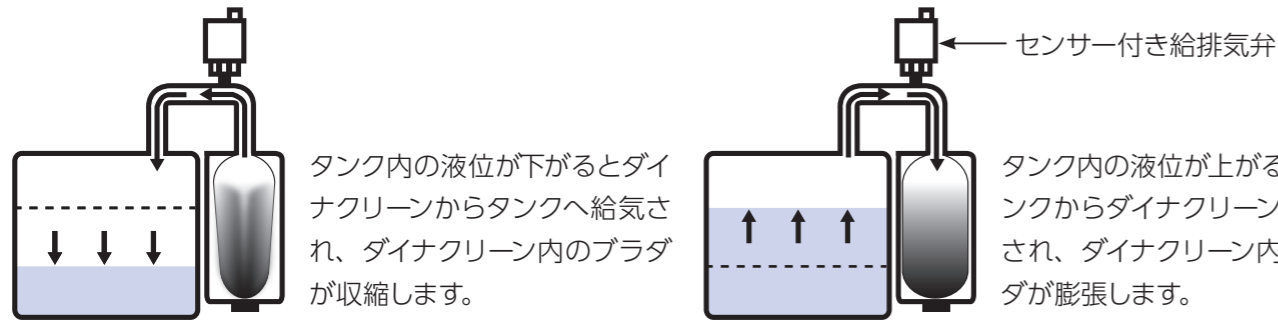 センサー付き給排気弁
タンク内の液位が下がるとダイ
ナクリーンからタンクへ給気さ
れ、ダイナクリーン内のブラダ
が収縮します。
タンク内の液位が上がる
ンクからダイナクリーン
され、ダイナクリーン内
ダが膨張します。